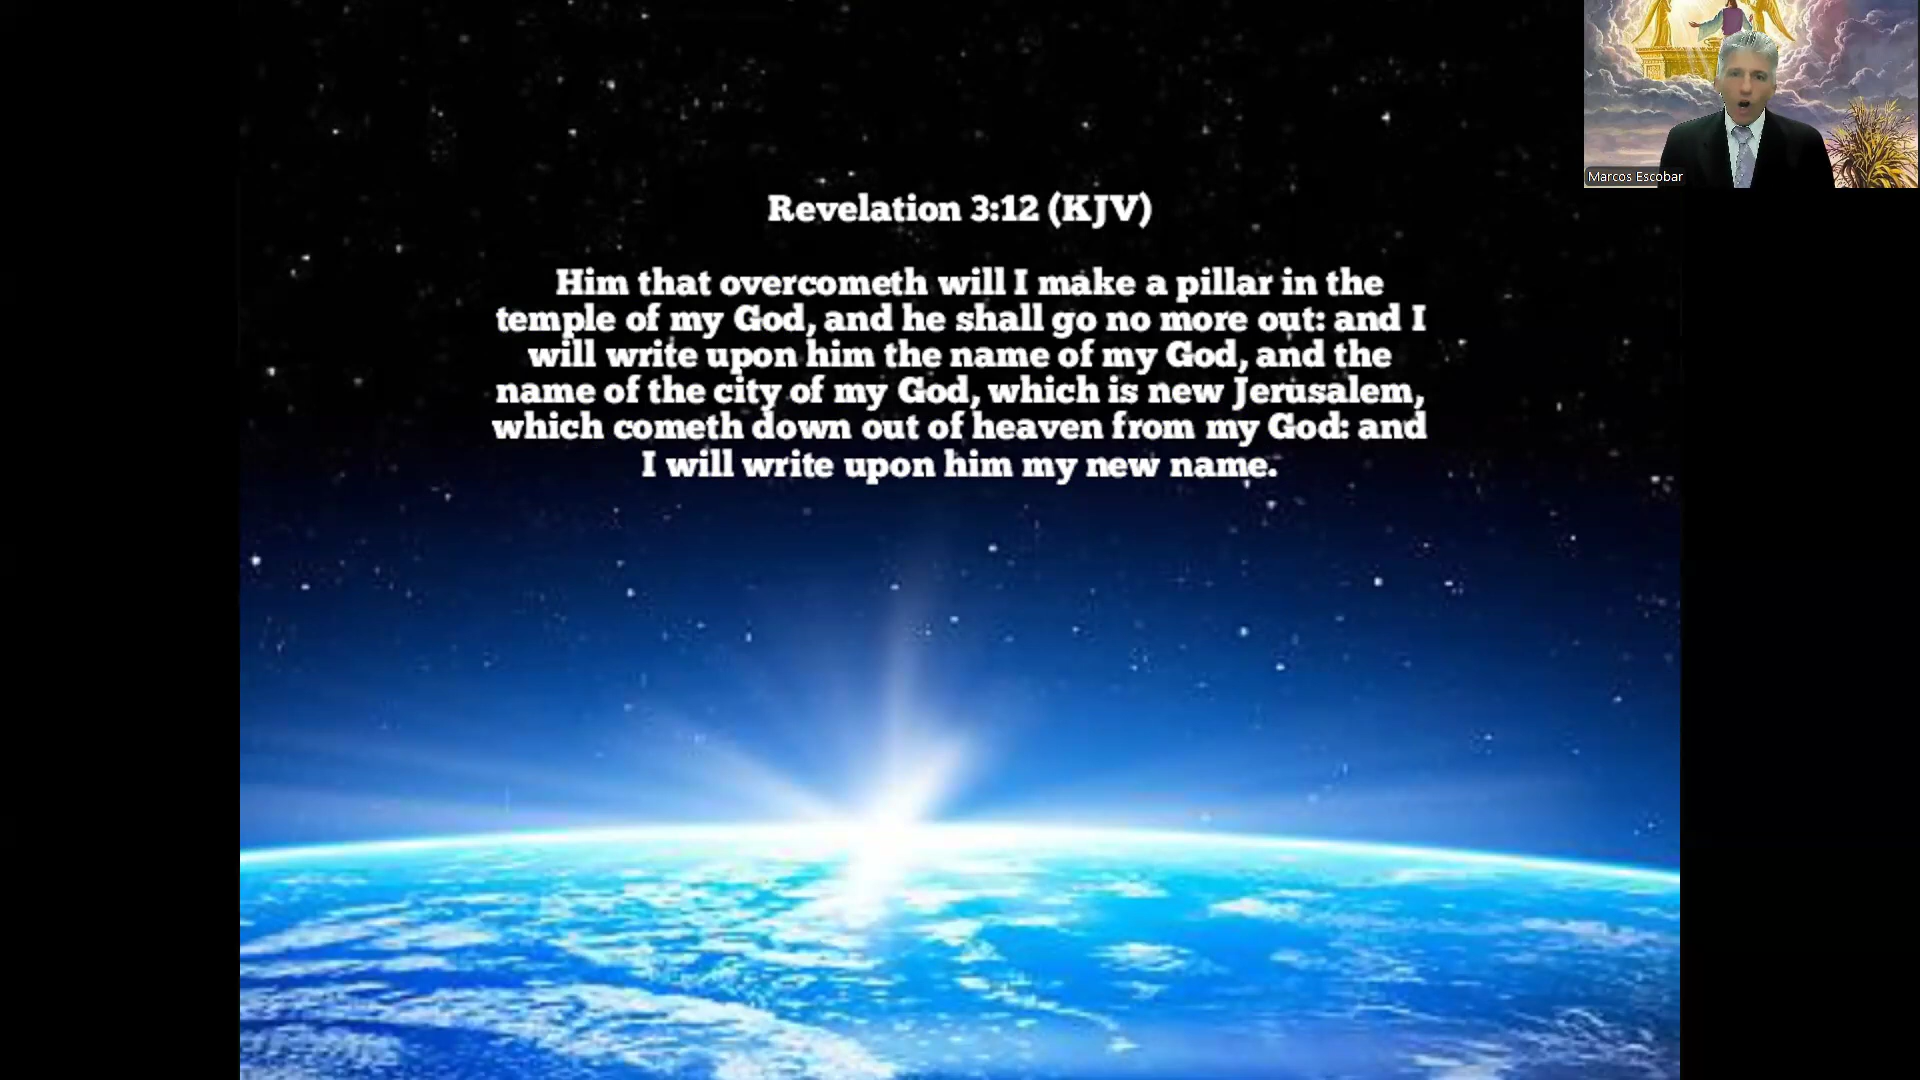 Revelation 3:12 (KJV)
Him that overcometh will I make a pillar in the
temple of my God, and he shall go no more out: and I
will write upon him the name of my God, and the
name of the city of my God, which is new Jerusalem,
which cometh down out of heaven from my God: and
I will write upon him my new name.
Marcos Escobar